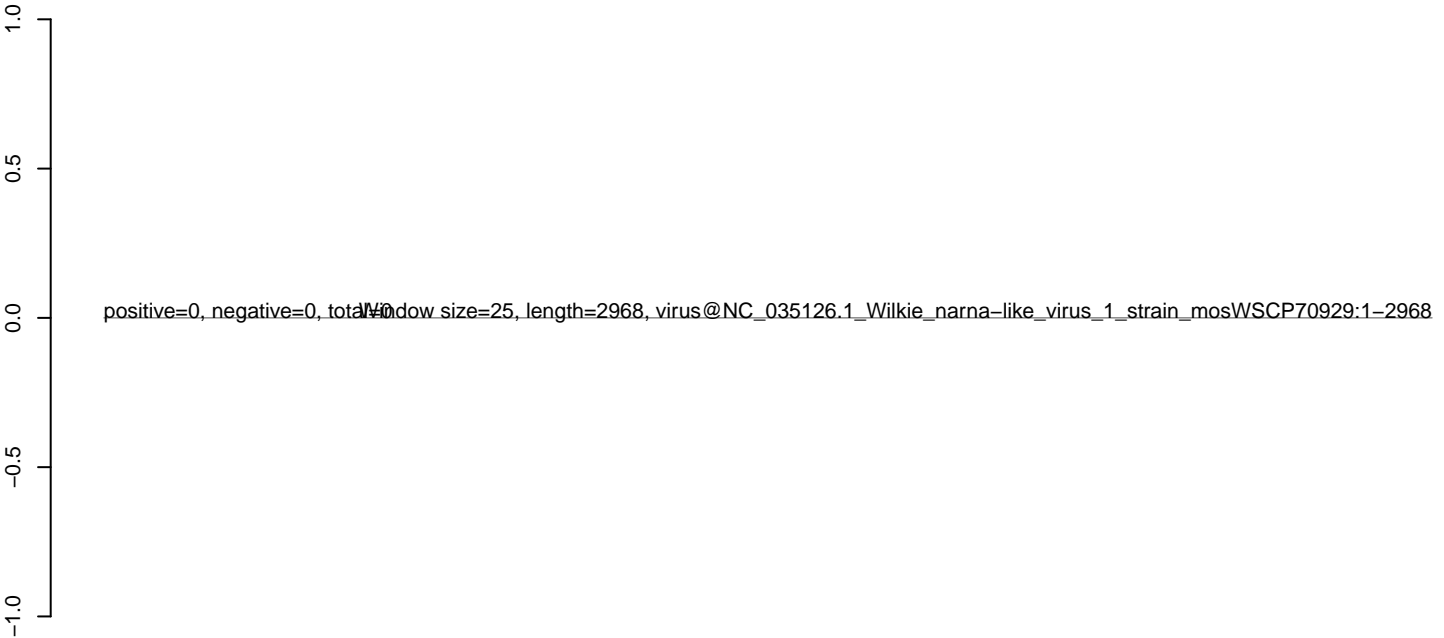 1.0
0.5
0.0
−0.5
−1.0
positive=0, negative=0, total=0
Window size=25, length=2968, virus@NC_035126.1_Wilkie_narna−like_virus_1_strain_mosWSCP70929:1−2968